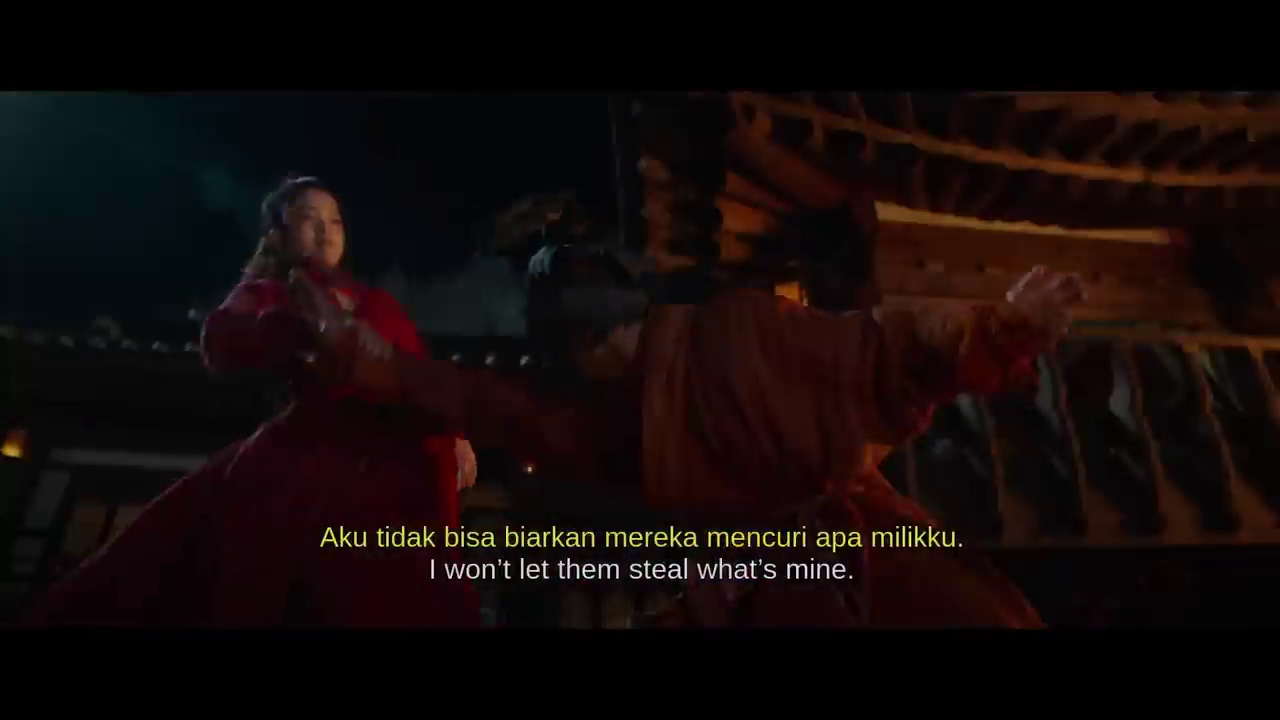 Aku tidak bisa biarkan mereka mencuri apa milikku.
I won’t let them steal what’s mine.